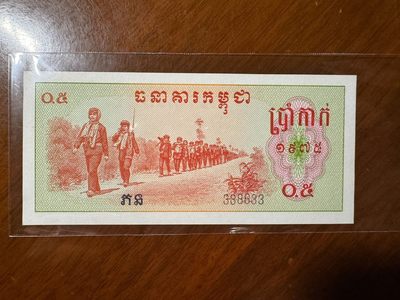 ធនាគារកម្ពុជា
០.៥
ប្រាំកាក់
១៩៧៥
០.៥
ភន
388833